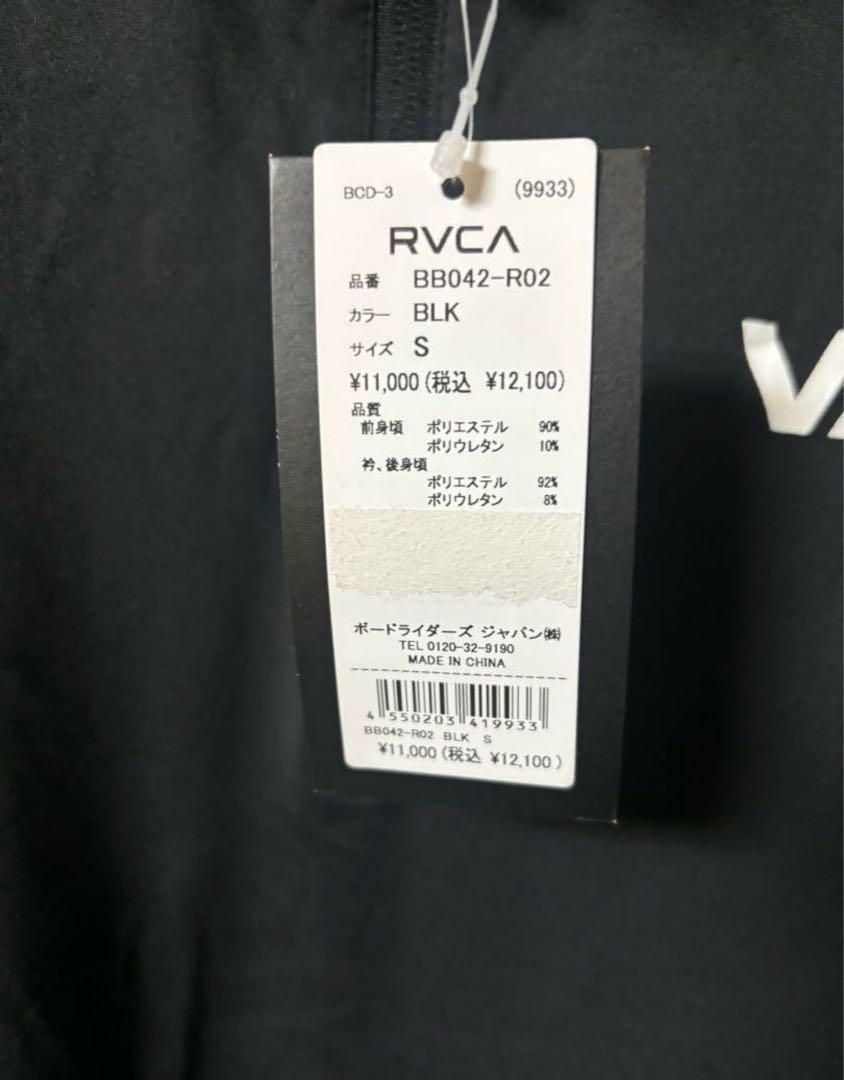 BCD-3 (9933)
RVCA
品番 BB042-R02
カラー BLK
サイズ S
¥11,000(税込 ¥12,100)
品質
前身頃 ポリエステル 90%
ポリウレタン 10%
衿、後身頃
ポリエステル 92%
ポリウレタン 8%
ボードライダーズ ジャパン㈱
TEL 0120-32-9190
MADE IN CHINA
4 550203 419933
BB042-R02 BLK S
¥11,000(税込 ¥12,100)